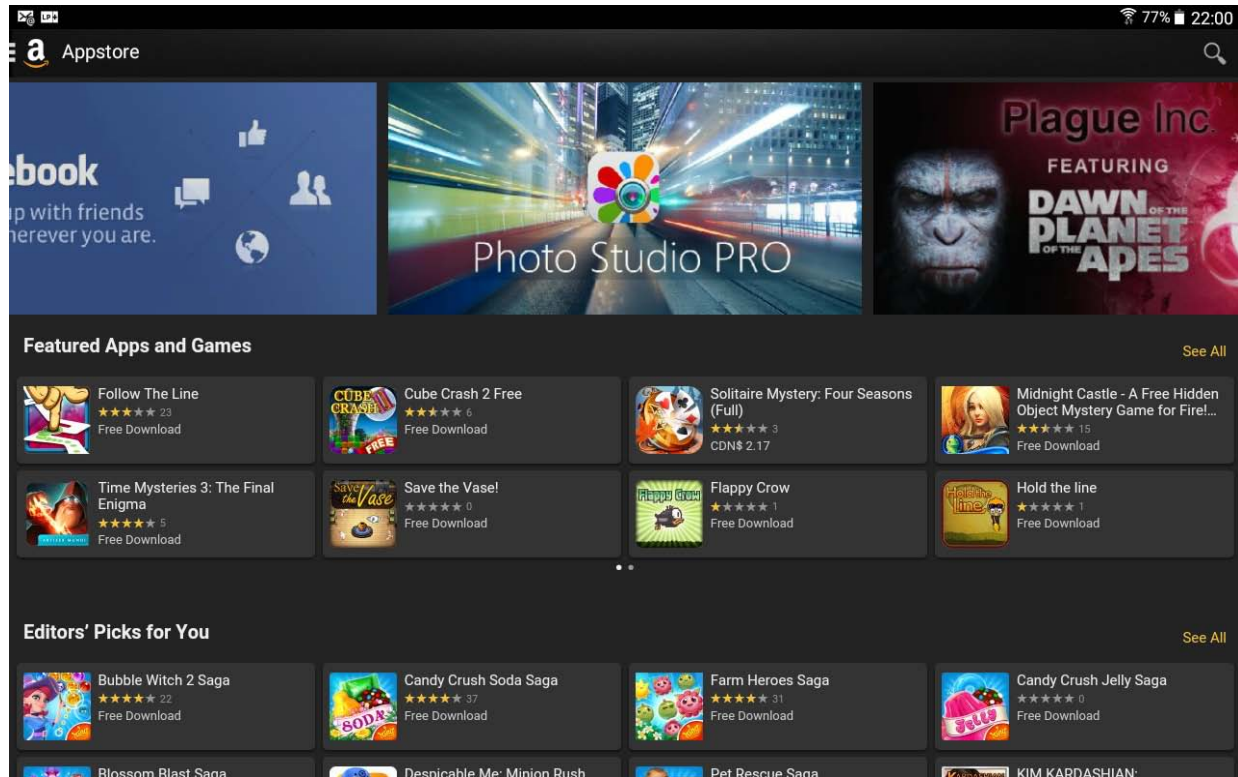 77% 22:00
a Appstore
ebook
up with friends
herever you are.
Photo Studio PRO
Plague Inc.
FEATURING
DAWN OF THE
PLANET
OF THE APES
Featured Apps and Games
See All
Follow The Line
23
Free Download
CUBE CRASH FREE
Cube Crash 2 Free
6
Free Download
Solitaire Mystery: Four Seasons
(Full)
3
CDN$ 2.17
Midnight Castle - A Free Hidden
Object Mystery Game for Fire!...
15
Free Download
Time Mysteries 3: The Final
Enigma
5
Free Download
Save the Vase
Save the Vase!
0
Free Download
Flappy Crow
Flappy Crow
1
Free Download
Hold the line
Hold the line
1
Free Download
Editors' Picks for You
See All
Bubble Witch 2 Saga
22
Free Download
SODA
Candy Crush Soda Saga
37
Free Download
Farm Heroes Saga
31
Free Download
JELLY
Candy Crush Jelly Saga
0
Free Download
Blossom Blast Saga
Despicable Me: Minion Rush
Pet Rescue Saga
KIM KARDASHIAN: